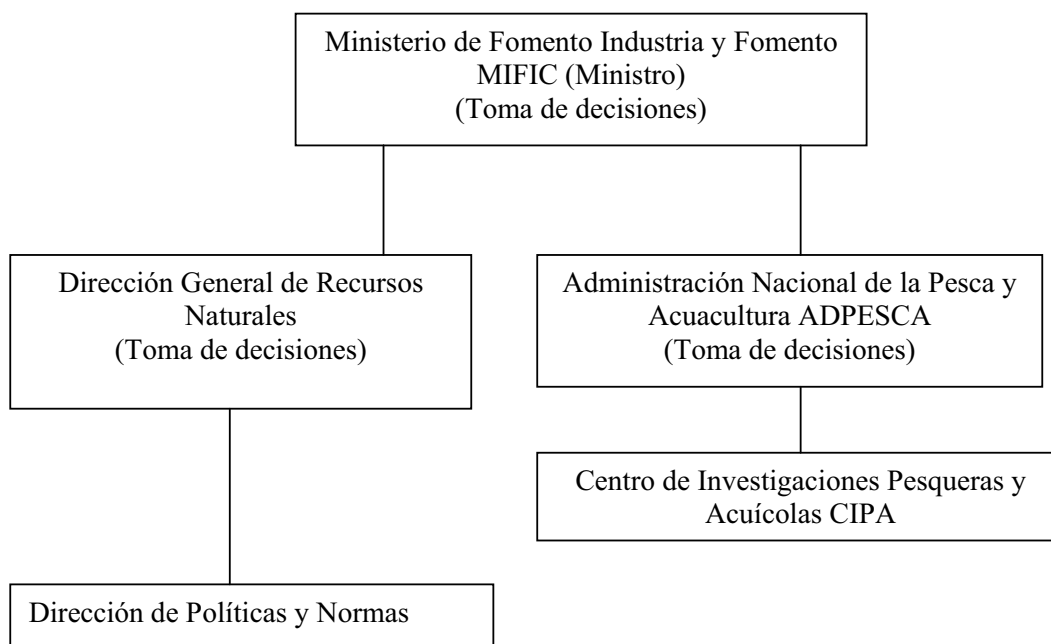 Ministerio de Fomento Industria y Fomento
MIFIC (Ministro)
(Toma de decisiones)
Dirección General de Recursos
Naturales
(Toma de decisiones)
Administración Nacional de la Pesca y
Acuacultura ADPESCA
(Toma de decisiones)
Centro de Investigaciones Pesqueras y
Acuícolas CIPA
Dirección de Políticas y Normas